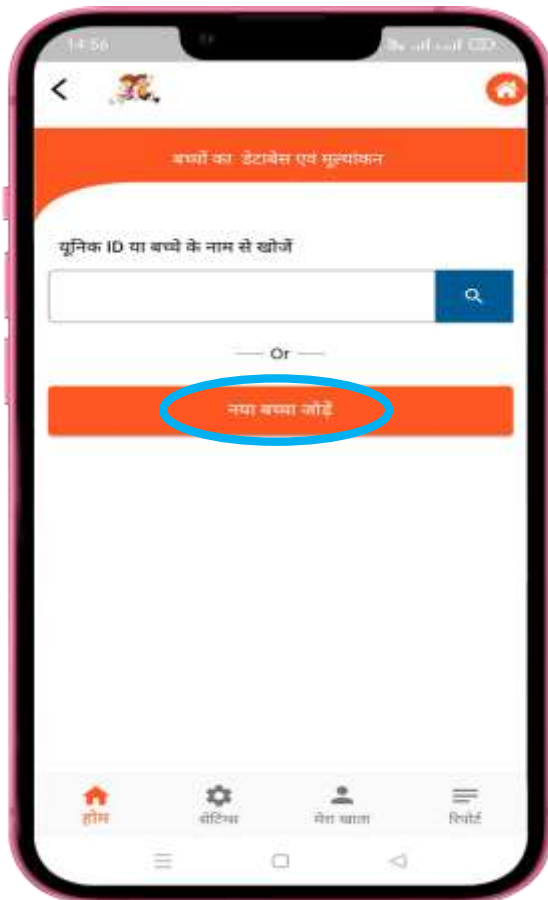 14:56
बच्चों का डेटाबेस एवं मूल्यांकन
यूनिक ID या बच्चे के नाम से खोजें
Or
नया बच्चा जोड़ें
होम
सेटिंग्स
मेरा खाता
रिपोर्ट